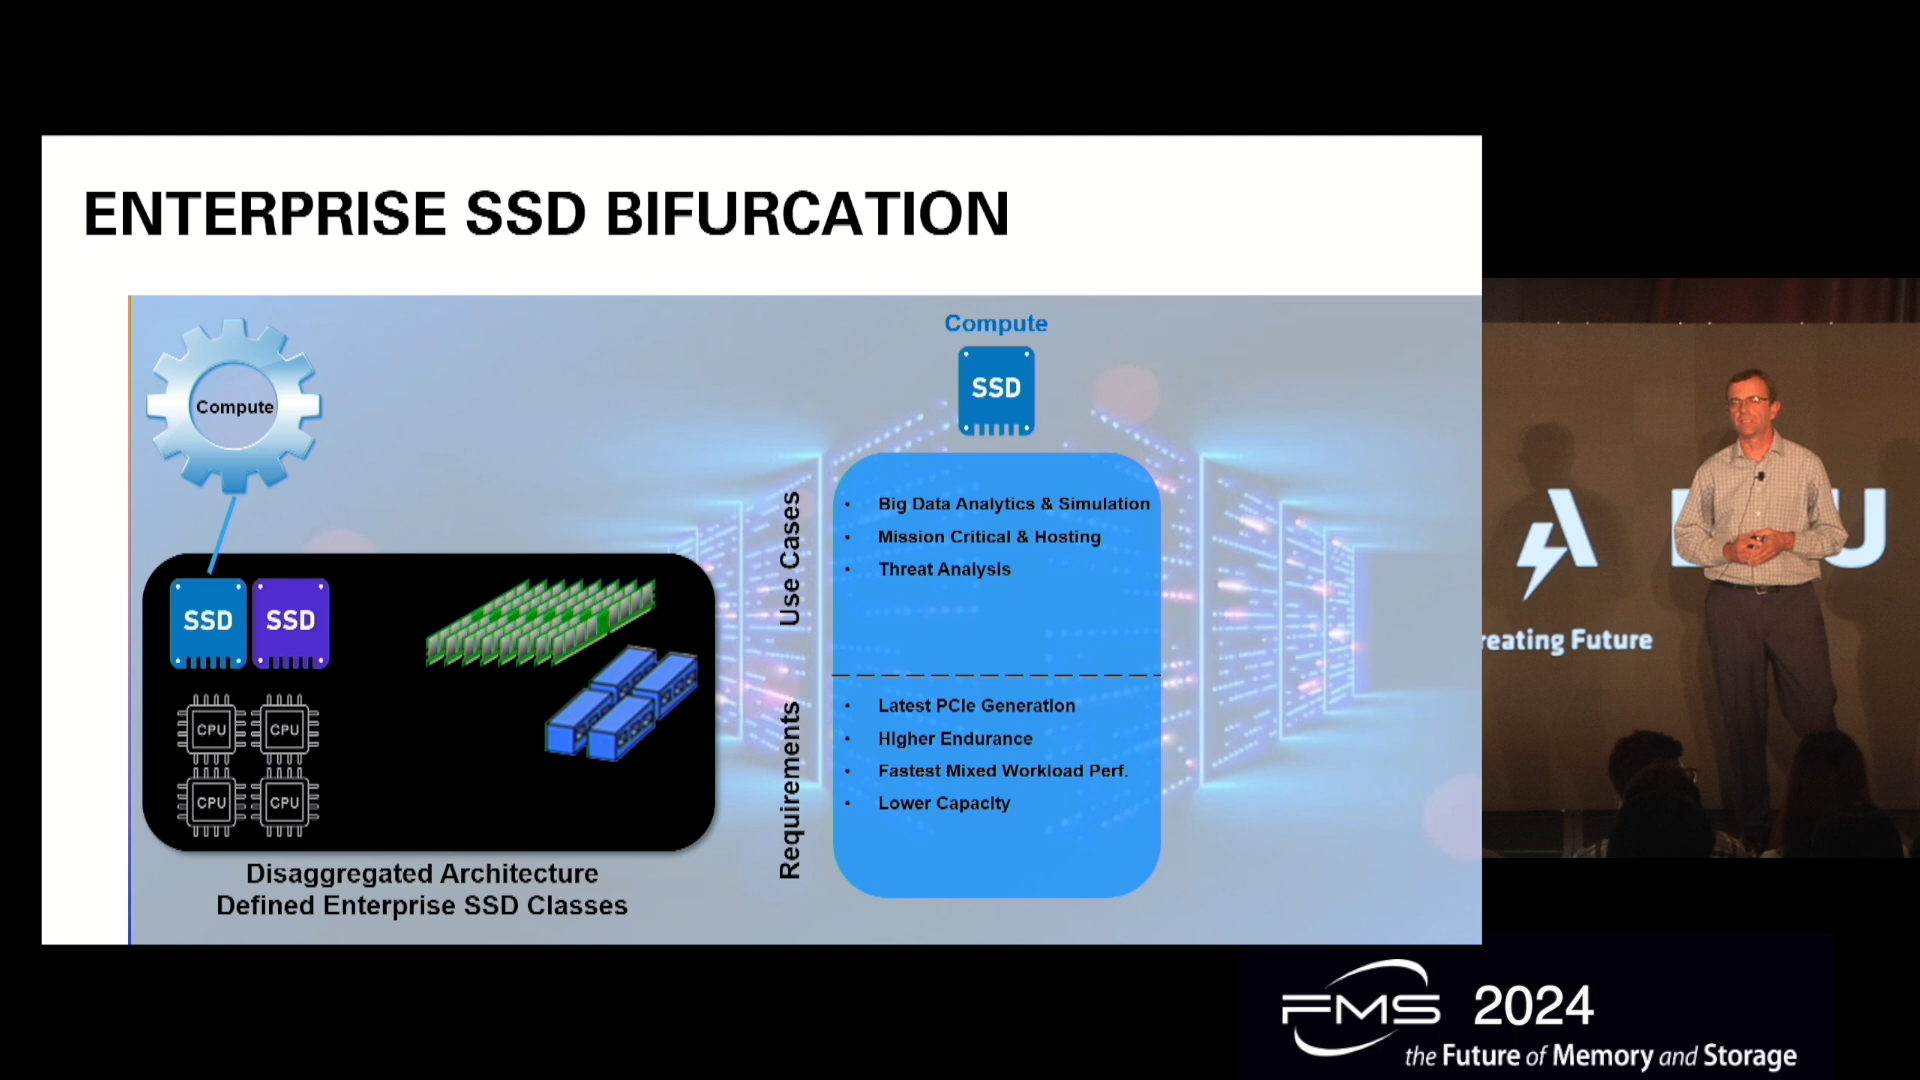 ENTERPRISE SSD BIFURCATION
Compute
Compute
SSD
SSD
SSD
CPU
CPU
CPU
CPU
Disaggregated Architecture
Defined Enterprise SSD Classes
Use Cases
• Big Data Analytics & Simulation
• Mission Critical & Hosting
• Threat Analysis
Requirements
• Latest PCIe Generation
• Higher Endurance
• Fastest Mixed Workload Perf.
• Lower Capacity
reating Future
FMS 2024
the Future of Memory and Storage